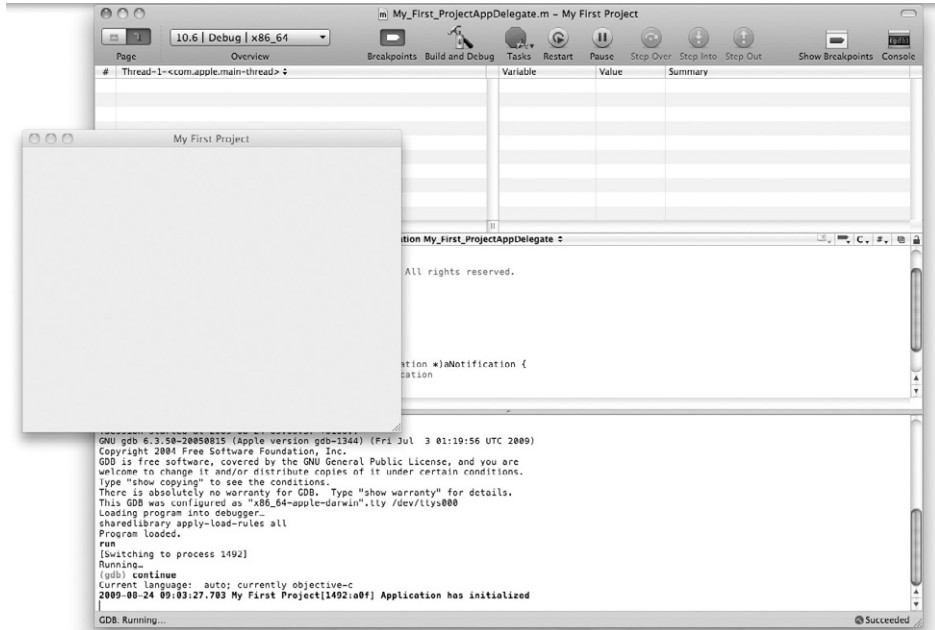 My_First_ProjectAppDelegate.m - My First Project
10.6 | Debug | x86_64
Page Overview Breakpoints Build and Debug Tasks Restart Pause Step Over Step Into Step Out Show Breakpoints Console
# Thread-1-<com.apple.main-thread> Variable Value Summary
My First Project
My_First_ProjectAppDelegate
C, #,
All rights reserved.
*)aNotification {
GNU gdb 6.3.50-20050815 (Apple version gdb-1344) (Fri Jul 3 01:19:56 UTC 2009)
Copyright 2004 Free Software Foundation, Inc.
GDB is free software, covered by the GNU General Public License, and you are
welcome to change it and/or distribute copies of it under certain conditions.
Type "show copying" to see the conditions.
There is absolutely no warranty for GDB. Type "show warranty" for details.
This GDB was configured as "x86_64-apple-darwin".tty /dev/ttys000
Loading program into debugger…
sharedlibrary apply-load-rules all
Program loaded.
run
[Switching to process 1492]
Running…
(gdb) continue
Current language: auto; currently objective-c
2009-08-24 09:03:27.703 My First Project[1492:a0f] Application has initialized
GDB: Running... Succeeded